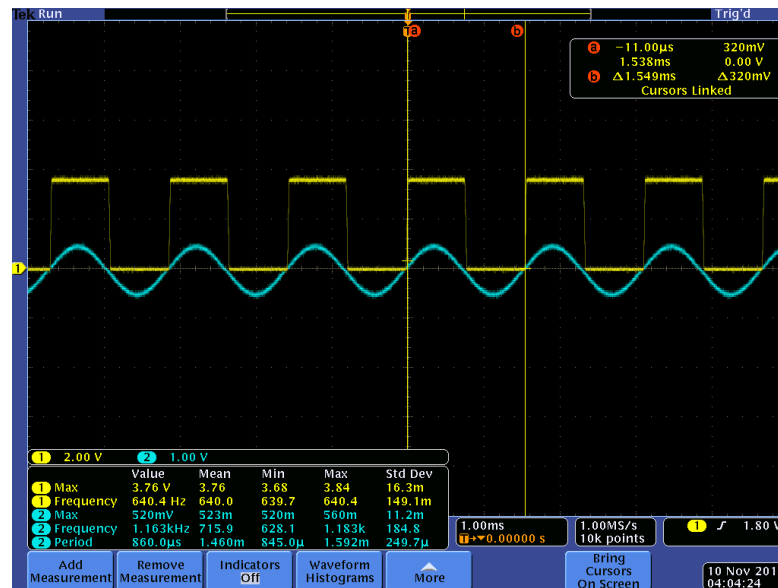 Tek Run Trig'd
T a b
a −11.00µs 320mV
1.538ms 0.00 V
b Δ1.549ms Δ320mV
Cursors Linked
1
1 2.00 V 2 1.00 V
Value Mean Min Max Std Dev
1 Max 3.76 V 3.76 3.68 3.84 16.3m
1 Frequency 640.4 Hz 640.0 639.7 640.4 149.1m
2 Max 520mV 523m 520m 560m 11.2m
2 Frequency 1.163kHz 715.9 628.1 1.183k 184.8
2 Period 860.0µs 1.460m 845.0µ 1.592m 249.7µ
1.00ms
T→▼0.00000 s
1.00MS/s
10k points
1 ƒ 1.80 V
Add Measurement
Remove Measurement
Indicators
Off
Waveform Histograms
More
Bring Cursors On Screen
10 Nov 201
04:04:24